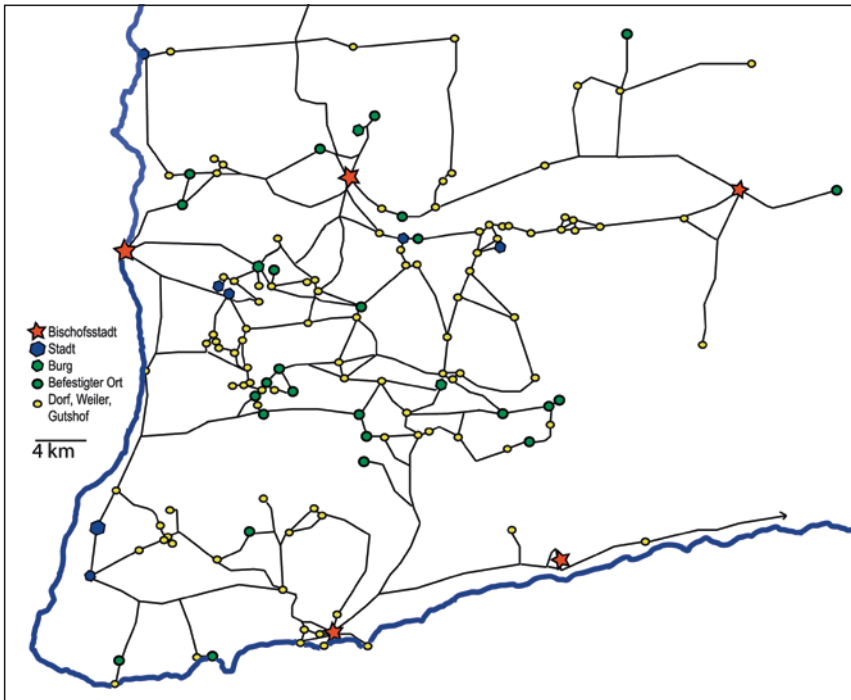 Bischofsstadt
Stadt
Burg
Befestigter Ort
Dorf, Weiler,
Gutshof
4 km